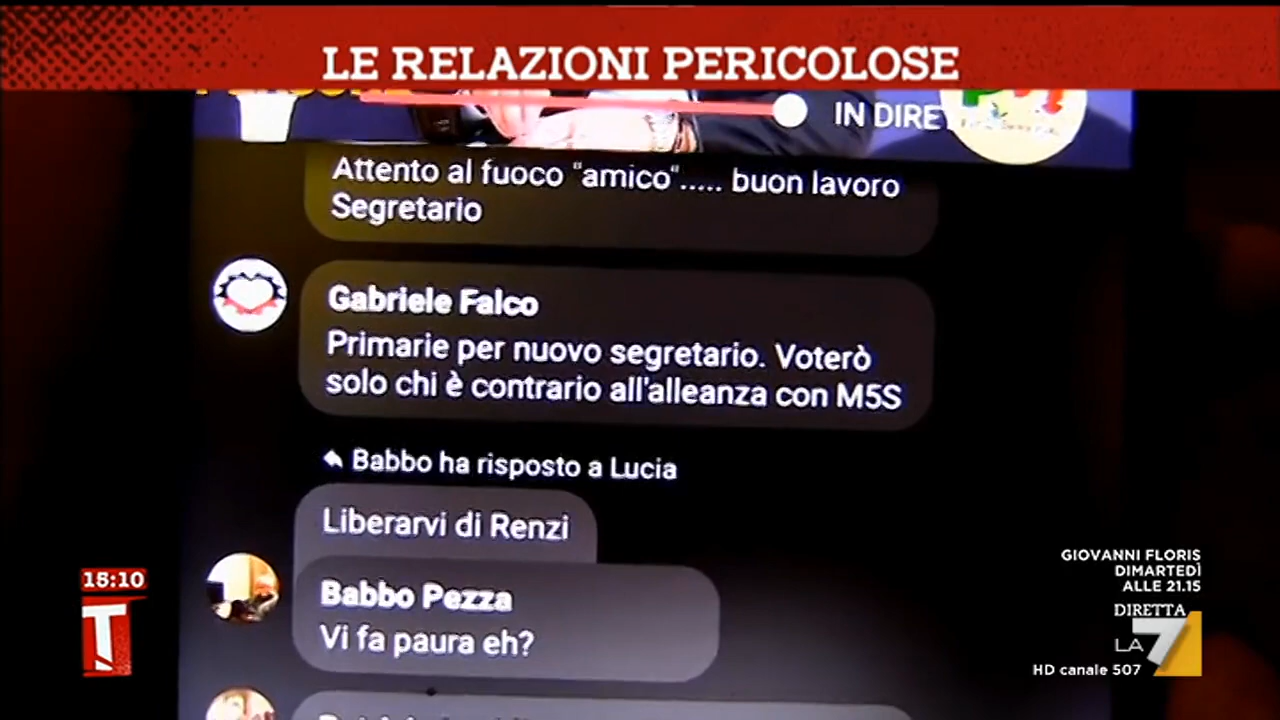 LE RELAZIONI PERICOLOSE
IN DIRE
Attento al fuoco "amico"..... buon lavoro
Segretario
Gabriele Falco
Primarie per nuovo segretario. Voterò
solo chi è contrario all'alleanza con M5S
Babbo ha risposto a Lucia
Liberarvi di Renzi
Babbo Pezza
Vi fa paura eh?
15:10
T
GIOVANNI FLORIS
DIMARTEDÌ
ALLE 21.15
DIRETTA
LA7
HD canale 507